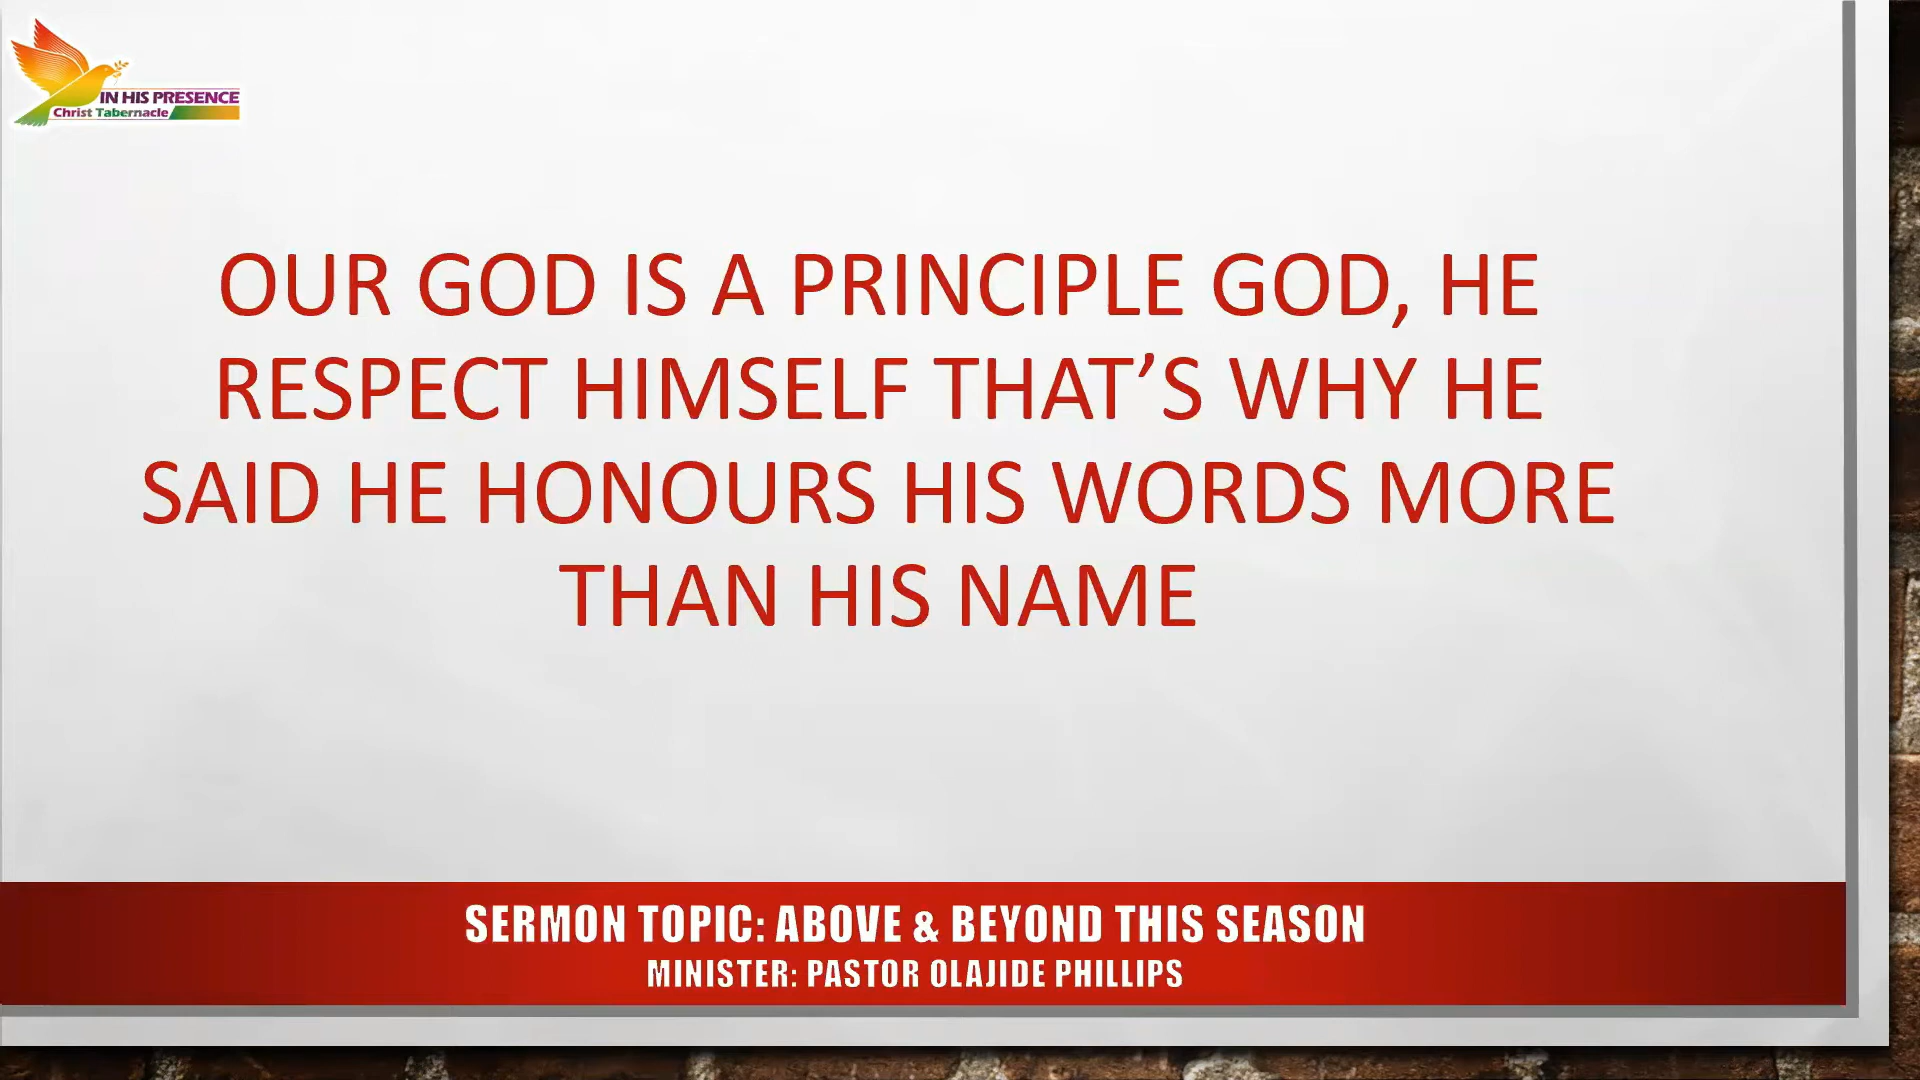 IN HIS PRESENCE
Christ Tabernacle
OUR GOD IS A PRINCIPLE GOD, HE
RESPECT HIMSELF THAT’S WHY HE
SAID HE HONOURS HIS WORDS MORE
THAN HIS NAME
SERMON TOPIC: ABOVE & BEYOND THIS SEASON
MINISTER: PASTOR OLAJIDE PHILLIPS